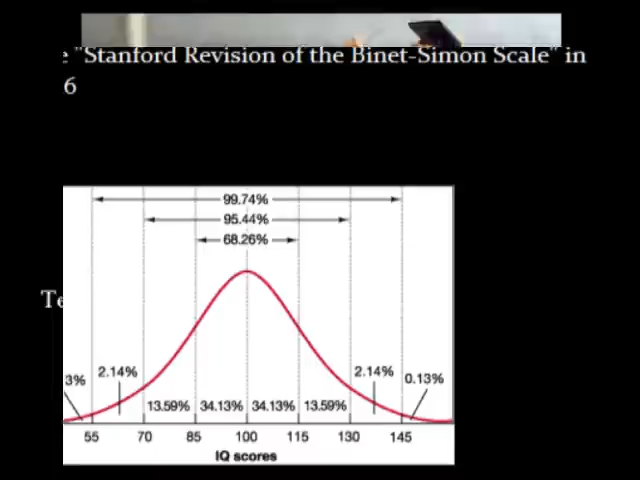 "Stanford Revision of the Binet-Simon Scale" in
6
99.74%
95.44%
68.26%
Te
2.14% 2.14%
3% 0.13%
13.59% 34.13% 34.13% 13.59%
55 70 85 100 115 130 145
IQ scores